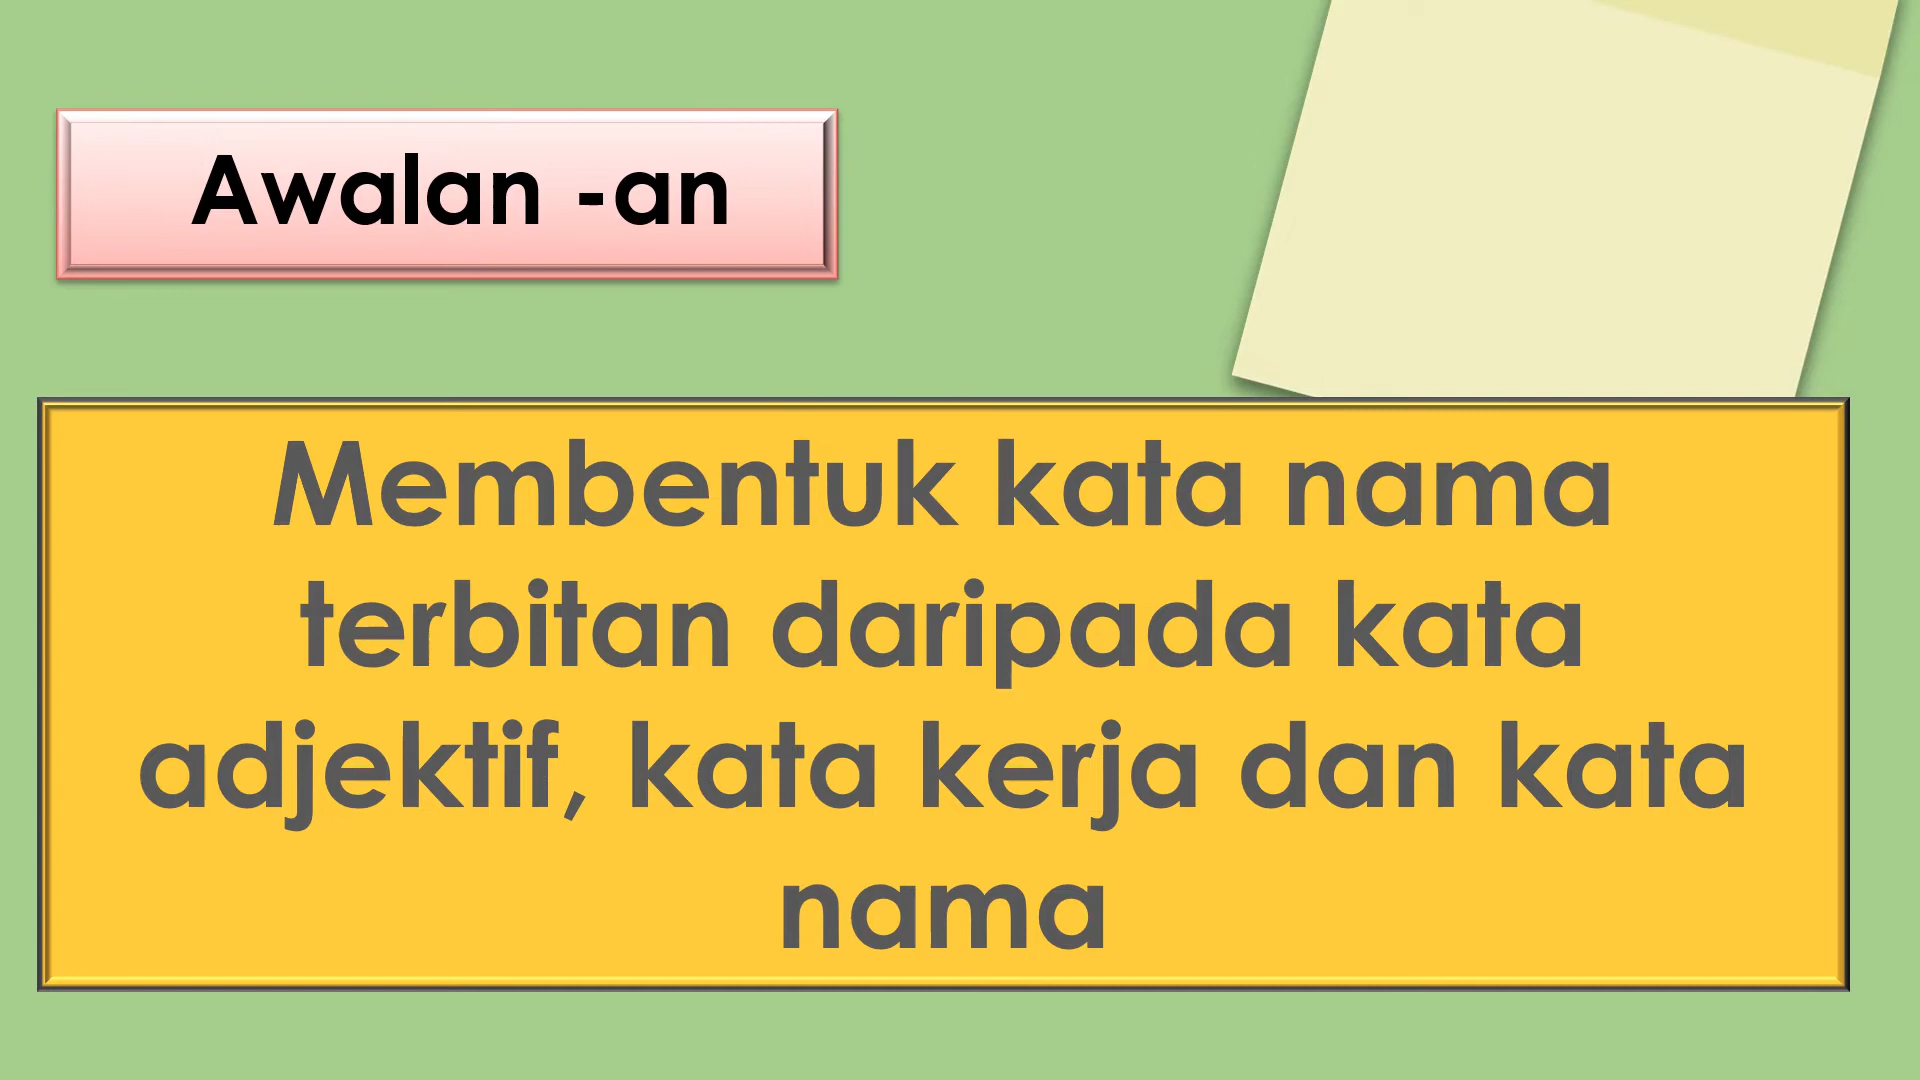 Awalan -an
Membentuk kata nama
terbitan daripada kata
adjektif, kata kerja dan kata
nama